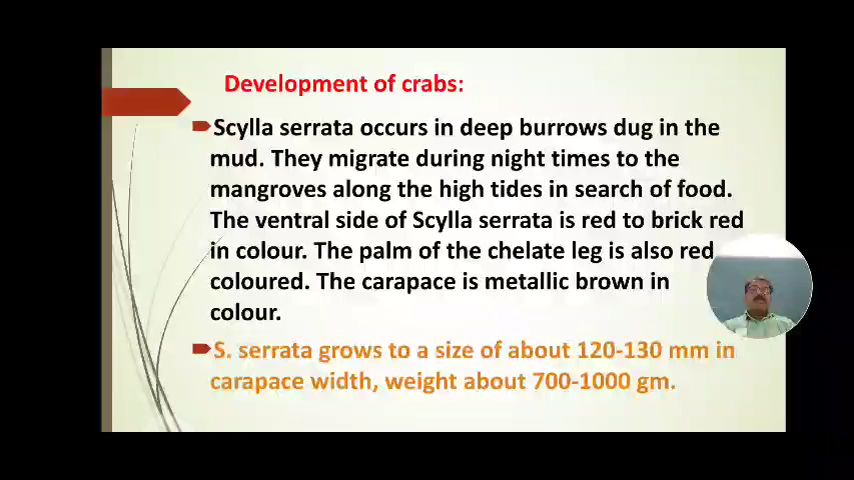 Development of crabs:
Scylla serrata occurs in deep burrows dug in the
mud. They migrate during night times to the
mangroves along the high tides in search of food.
The ventral side of Scylla serrata is red to brick red
in colour. The palm of the chelate leg is also red
coloured. The carapace is metallic brown in
colour.
S. serrata grows to a size of about 120-130 mm in
carapace width, weight about 700-1000 gm.